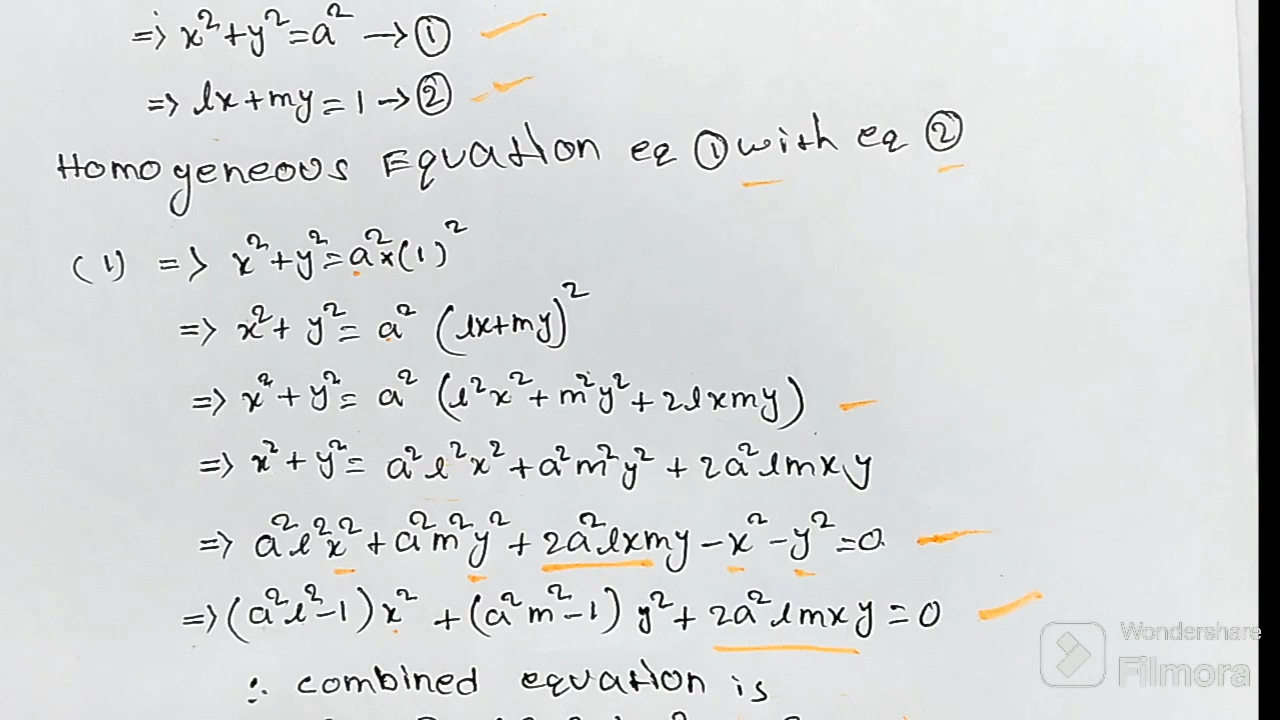 => x²+y²=a² → ①
=> lx+my=1 → ②
Homogeneous Equation eq ① with eq ②
(1) => x²+y²=a²×(1)²
=> x²+y²= a² (lx+my)²
=> x²+y²= a² (l²x²+m²y²+2lxmy)
=> x²+y²= a²l²x²+a²m²y²+2a²lmxy
=> a²l²x²+a²m²y²+2a²lxmy-x²-y²=0
=> (a²l²-1)x²+(a²m²-1)y²+2a²lmxy=0
Wondershare
Filmora
∴ combined equation is